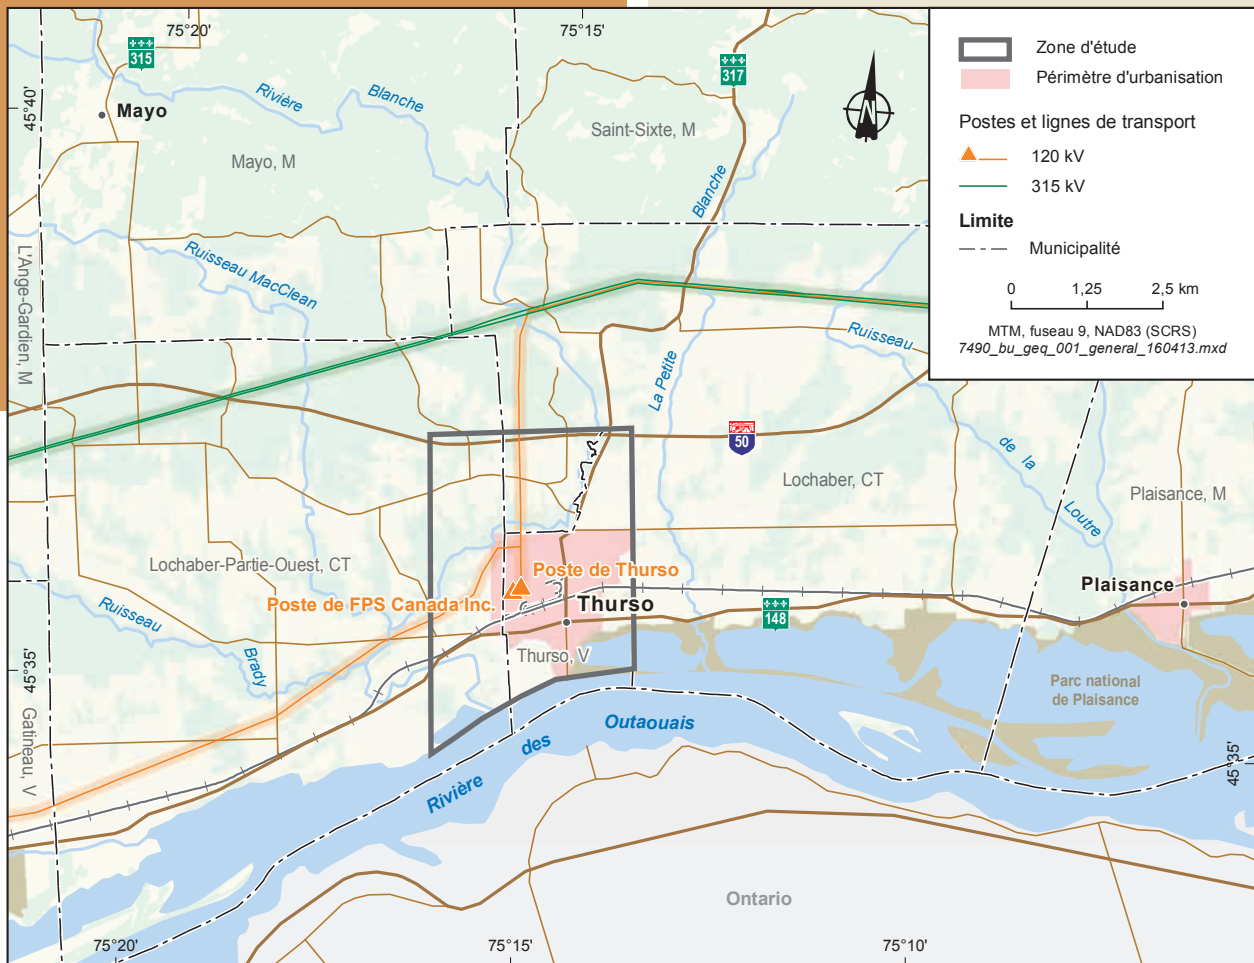 75°20'
75°15'
315
317
45°40'
Mayo
Rivière
Blanche
Saint-Sixte, M
Mayo, M
Blanche
Zone d'étude
Périmètre d'urbanisation
Postes et lignes de transport
120 kV
315 kV
Limite
Municipalité
0 1,25 2,5 km
MTM, fuseau 9, NAD83 (SCRS)
7490_bu_geq_001_general_160413.mxd
L'Ange-Gardien, M
Ruisseau MacClean
La Petite
Ruisseau
50
de la
Loutre
Lochaber, CT
Plaisance, M
Lochaber-Partie-Ouest, CT
Poste de Thurso
Poste de FPS Canada Inc.
Thurso
Plaisance
148
Ruisseau
Brady
Thurso, V
45°35'
Gatineau, V
Parc national
de Plaisance
Rivière
des
Outaouais
45°35'
Ontario
75°20'
75°15'
75°10'